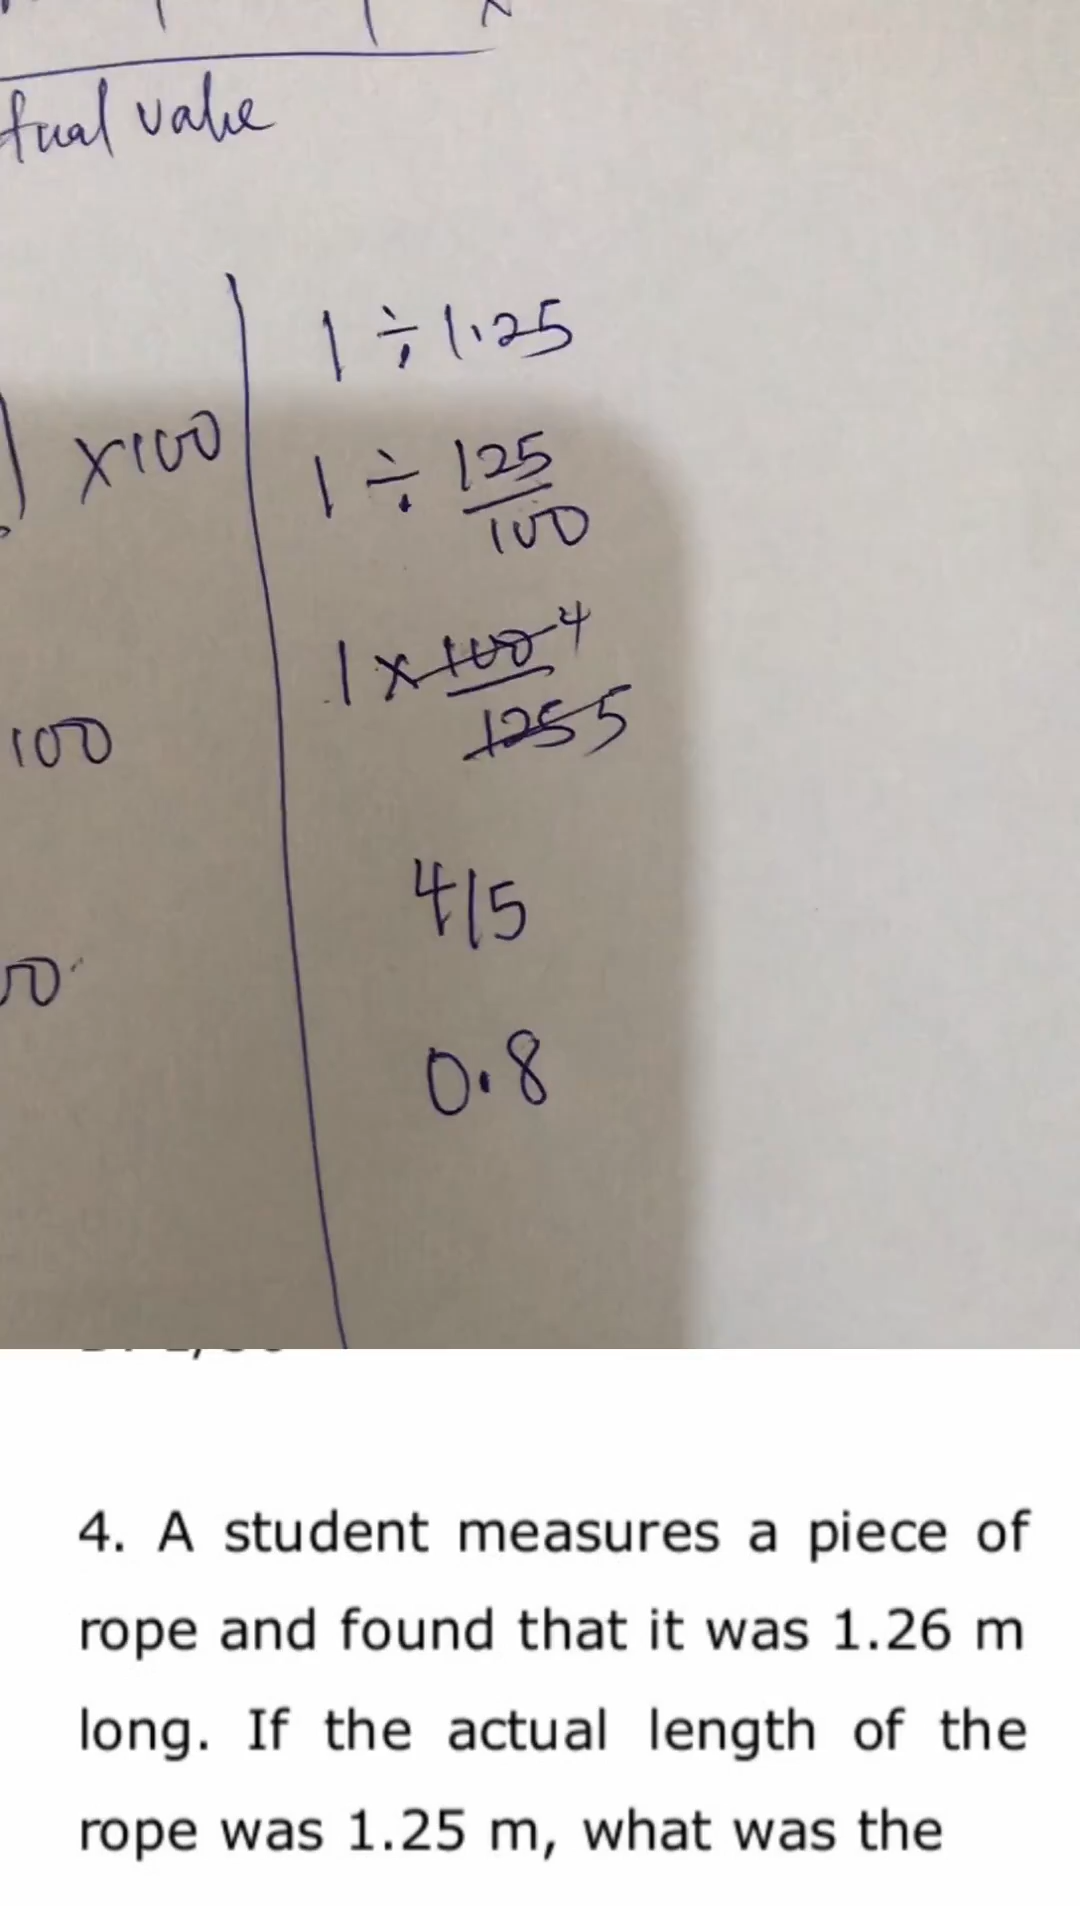 tual value
1 ÷ 1.25
x100
1 ÷ 125/100
1 x 100 4
125 5
100
4/5
0.8
4. A student measures a piece of
rope and found that it was 1.26 m
long. If the actual length of the
rope was 1.25 m, what was the